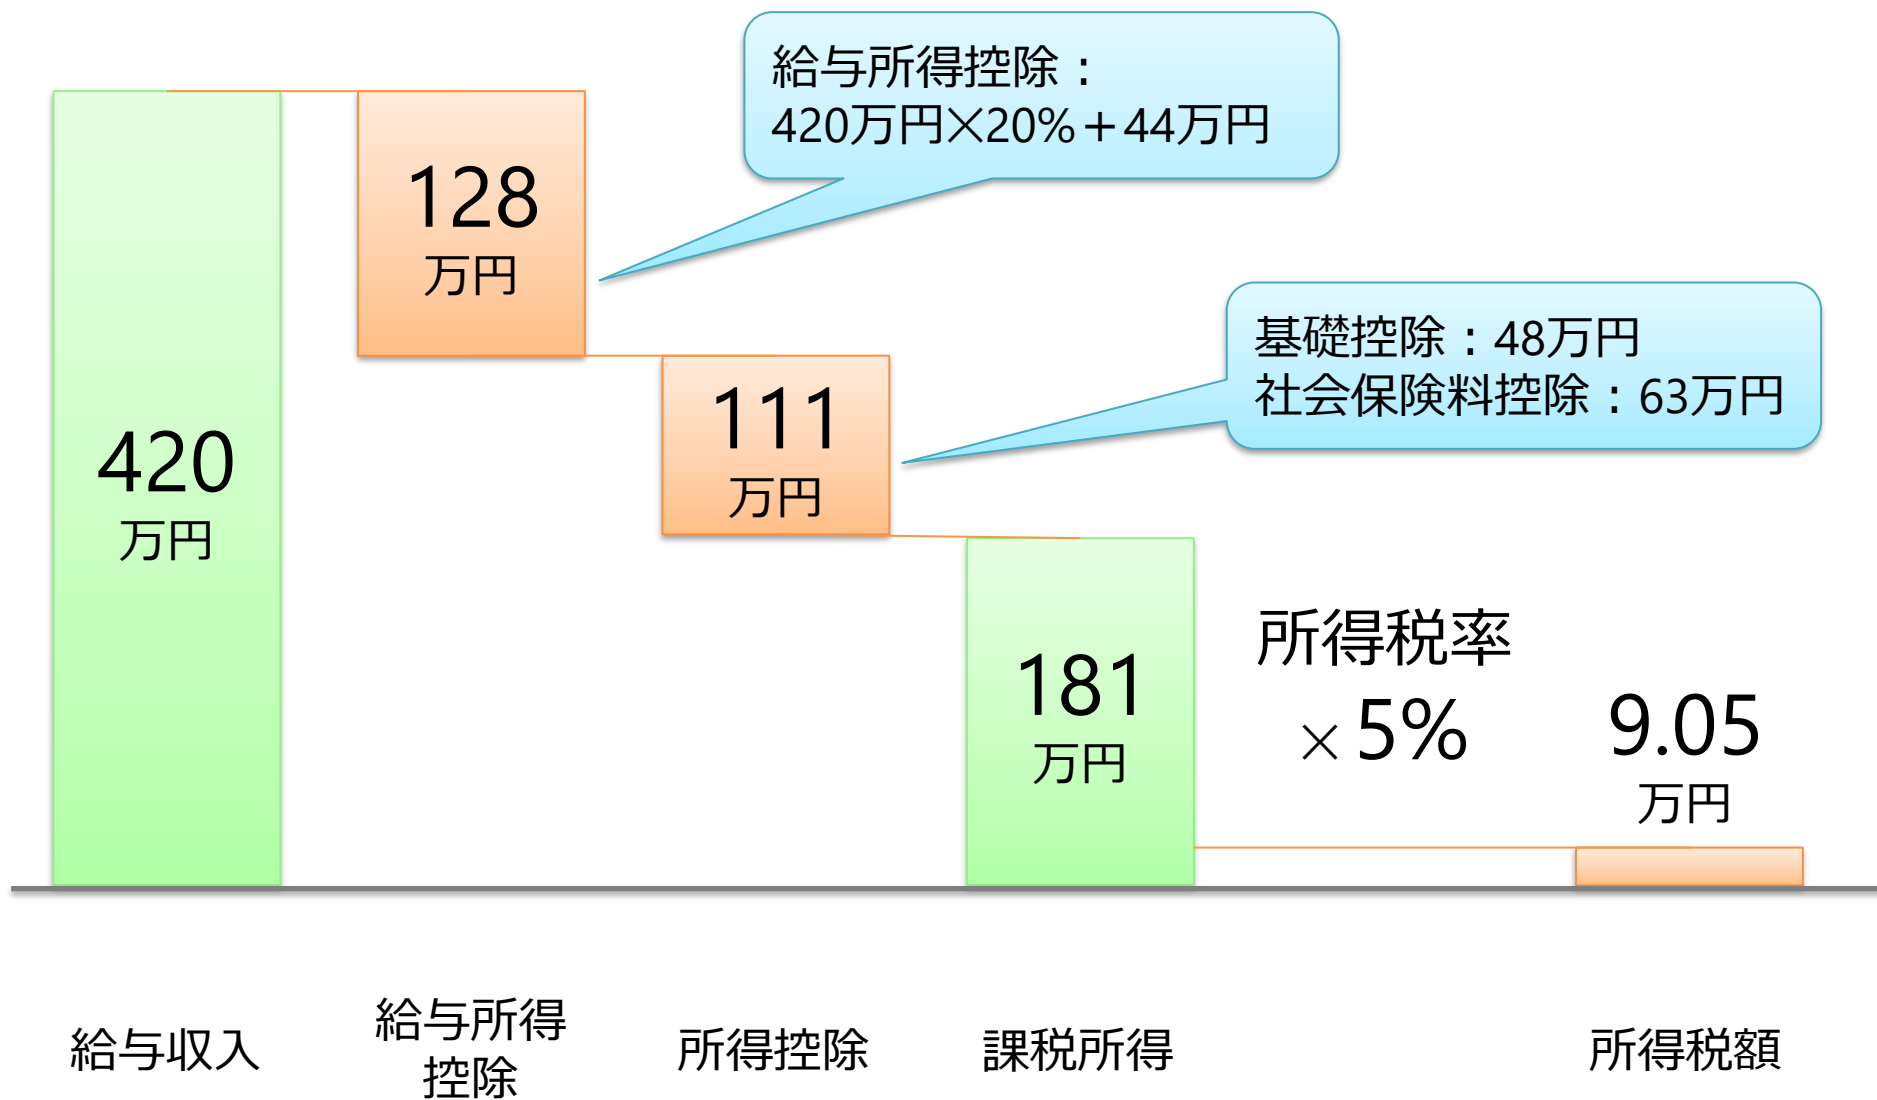 給与所得控除：
420万円×20%＋44万円
128
万円
基礎控除：48万円
社会保険料控除：63万円
111
万円
420
万円
181
万円
所得税率
×5%
9.05
万円
給与収入
給与所得
控除
所得控除
課税所得
所得税額